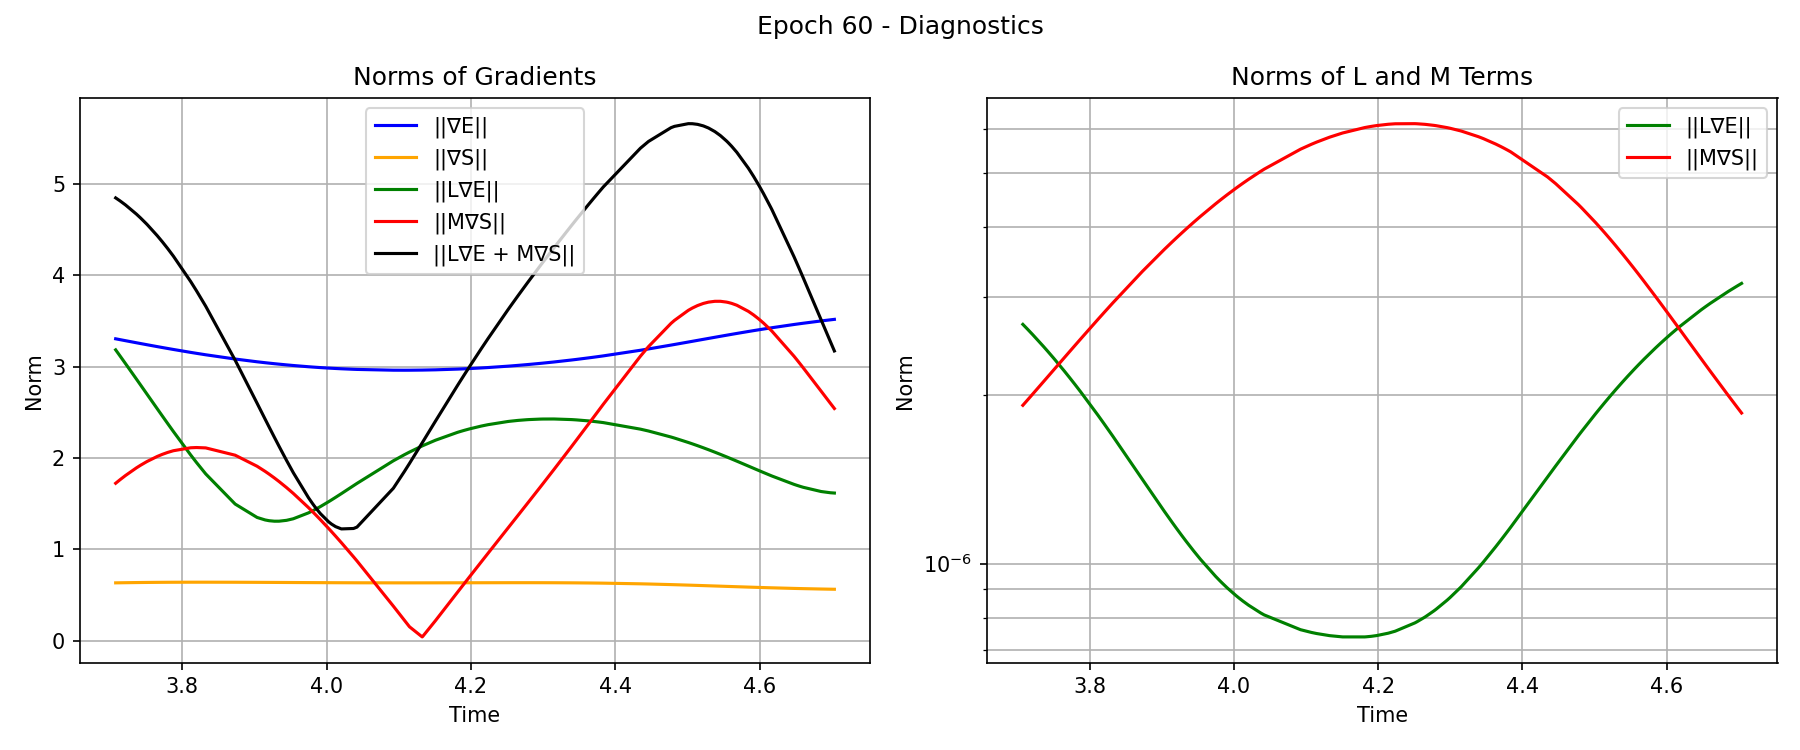 Epoch 60 - Diagnostics
Norms of Gradients
||∇E||
||∇S||
||L∇E||
||M∇S||
||L∇E + M∇S||
Norm
5
4
3
2
1
0
3.8 4.0 4.2 4.4 4.6
Time
Norms of L and M Terms
||L∇E||
||M∇S||
Norm
10⁻⁶
3.8 4.0 4.2 4.4 4.6
Time